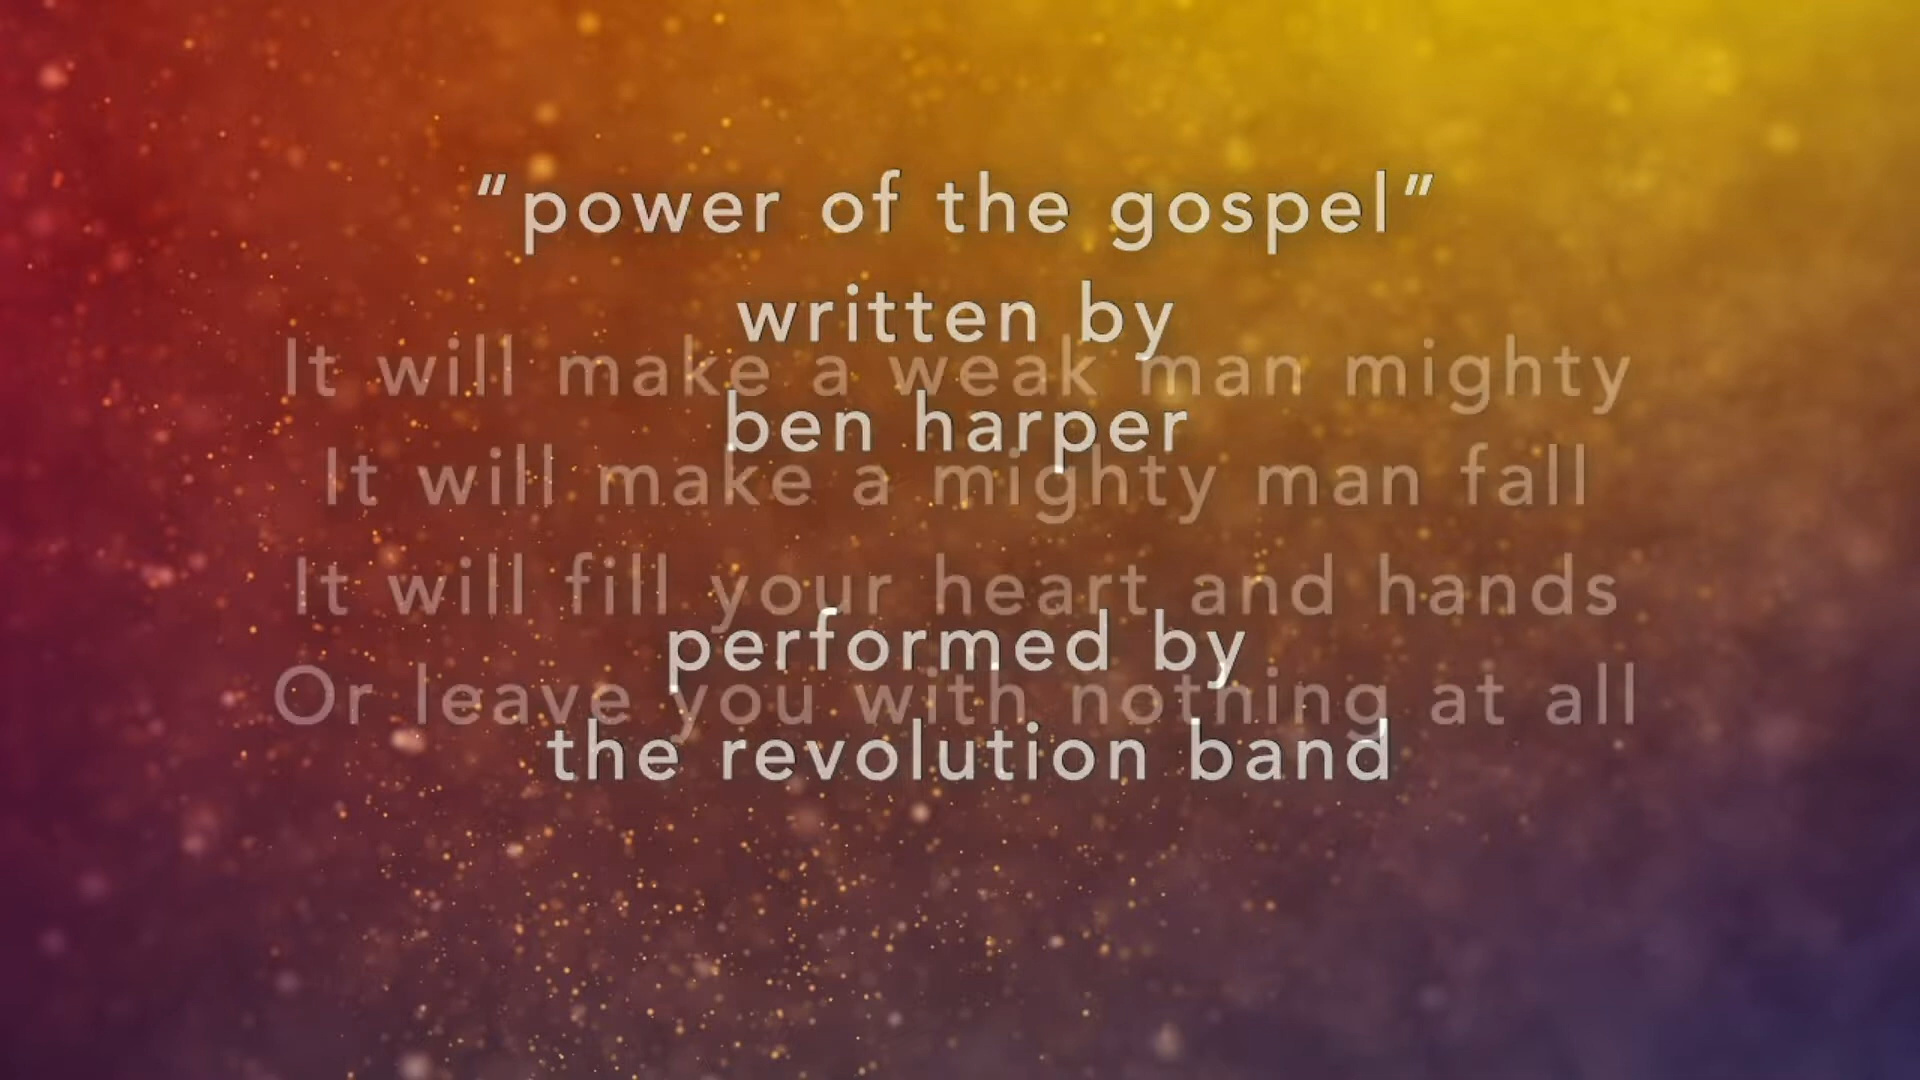 “power of the gospel”
written by
It will make a weak man mighty
ben harper
It will make a mighty man fall
It will fill your heart and hands
performed by
Or leave you with nothing at all
the revolution band